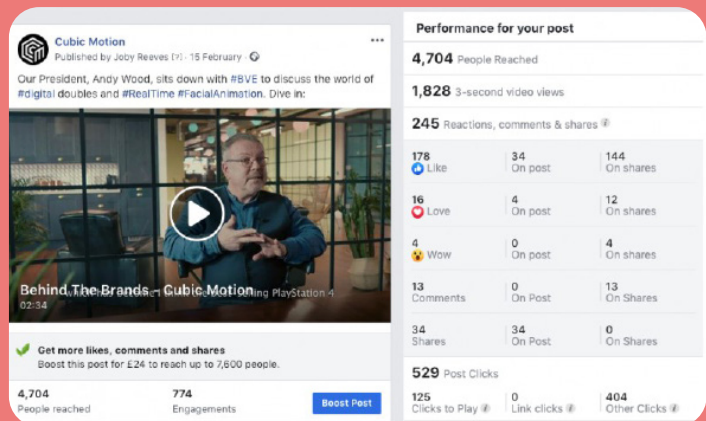 Cubic Motion
Published by Joby Reeves [?] · 15 February ·
Our President, Andy Wood, sits down with #BVE to discuss the world of
#digital doubles and #RealTime #FacialAnimation. Dive in:
Behind The Brands - Cubic Motion
selling PlayStation 4
02:34
Get more likes, comments and shares
Boost this post for £24 to reach up to 7,600 people.
4,704
People reached
774
Engagements
Boost Post
Performance for your post
4,704 People Reached
1,828 3-second video views
245 Reactions, comments & shares
178
Like
34
On post
144
On shares
16
Love
4
On post
12
On shares
4
Wow
0
On post
4
On shares
13
Comments
0
On Post
13
On Shares
34
Shares
34
On Post
0
On Shares
529 Post Clicks
125
Clicks to Play
0
Link clicks
404
Other Clicks